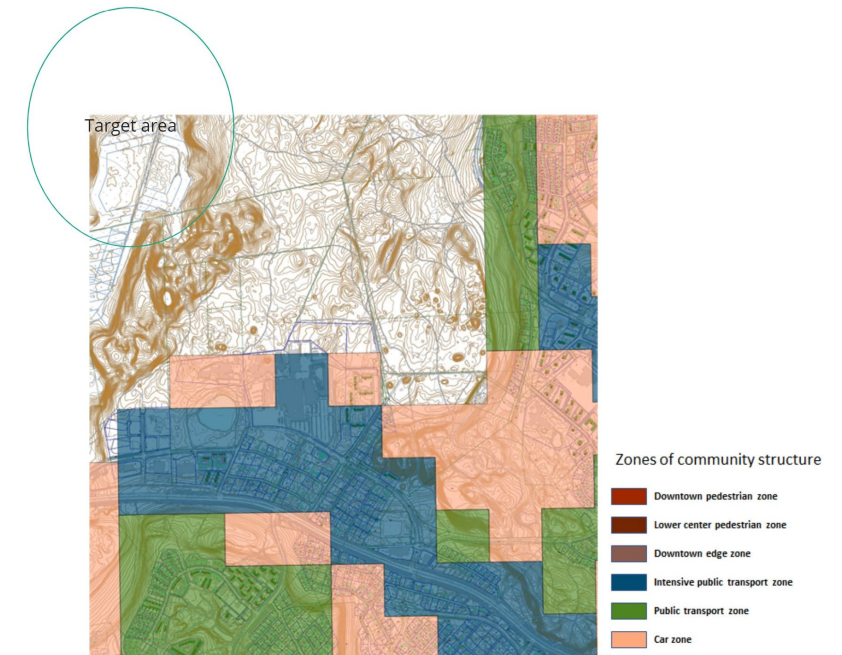 Target area
Zones of community structure
Downtown pedestrian zone
Lower center pedestrian zone
Downtown edge zone
Intensive public transport zone
Public transport zone
Car zone